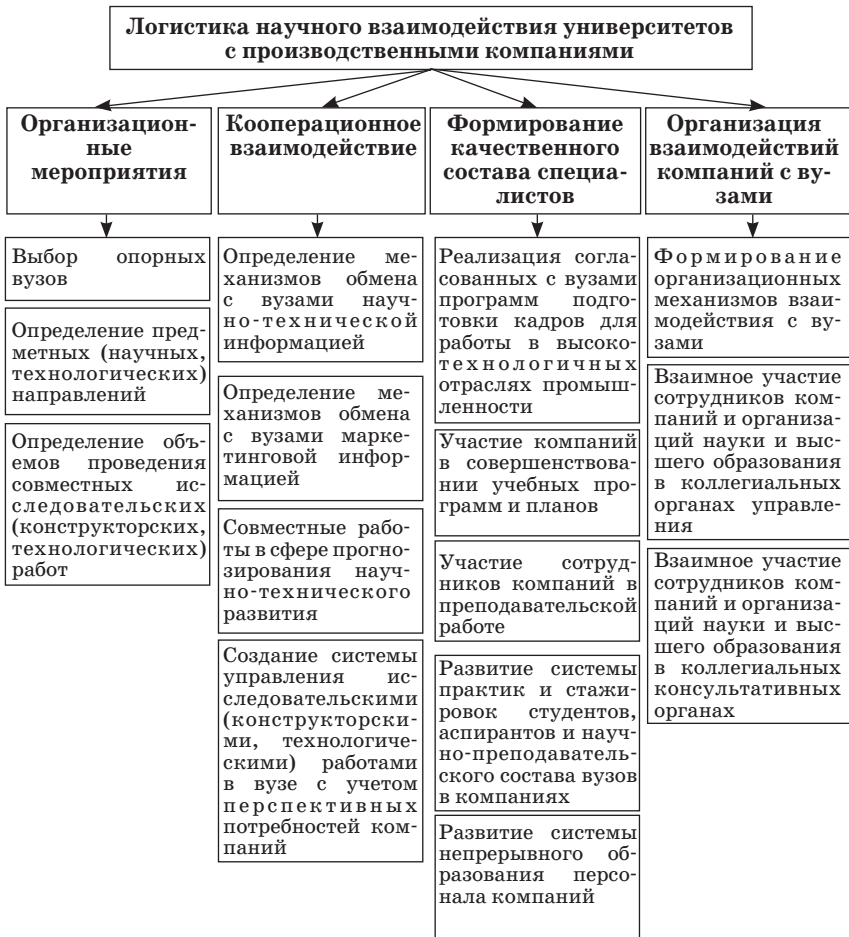 Логистика научного взаимодействия университетов
с производственными компаниями
Организацион-
ные
мероприятия
Кооперационное
взаимодействие
Формирование
качественного
состава специа-
листов
Организация
взаимодействий
компаний с ву-
зами
Выбор опорных
вузов
Определение пред-
метных (научных,
технологических)
направлений
Определение объ-
емов проведения
совместных ис-
следовательских
(конструкторских,
технологических)
работ
Определение ме-
ханизмов обмена
с вузами науч-
но-технической
информацией
Определение ме-
ханизмов обмена
с вузами марке-
тинговой инфор-
мацией
Совместные рабо-
ты в сфере прогно-
зирования науч-
но-технического
развития
Создание системы
управления ис-
следовательскими
(конструкторски-
ми, технологиче-
скими) работами
в вузе с учетом
перспективных
потребностей ком-
паний
Реализация согла-
сованных с вузами
программ подго-
товки кадров для
работы в высоко-
технологичных
отраслях промыш-
ленности
Участие компаний
в совершенствова-
нии учебных про-
грамм и планов
Участие сотруд-
ников компаний в
преподавательской
работе
Развитие системы
практик и стажи-
ровок студентов,
аспирантов и науч-
но-преподаватель-
ского состава вузов
в компаниях
Развитие системы
непрерывного об-
разования персо-
нала компаний
Формирование
организационных
механизмов взаи-
модействия с ву-
зами
Взаимное участие
сотрудников ком-
паний и организа-
ций науки и выс-
шего образования
в коллегиальных
органах управле-
ния
Взаимное участие
сотрудников ком-
паний и организа-
ций науки и выс-
шего образования
в коллегиальных
консультативных
органах